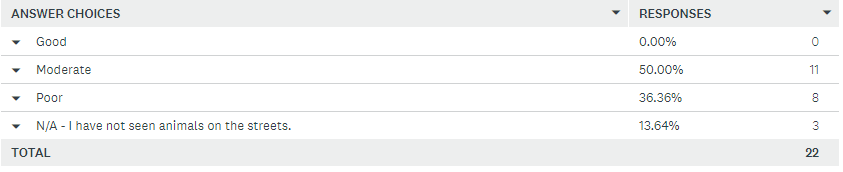 ANSWER CHOICES RESPONSES
Good 0.00% 0
Moderate 50.00% 11
Poor 36.36% 8
N/A - I have not seen animals on the streets. 13.64% 3
TOTAL 22